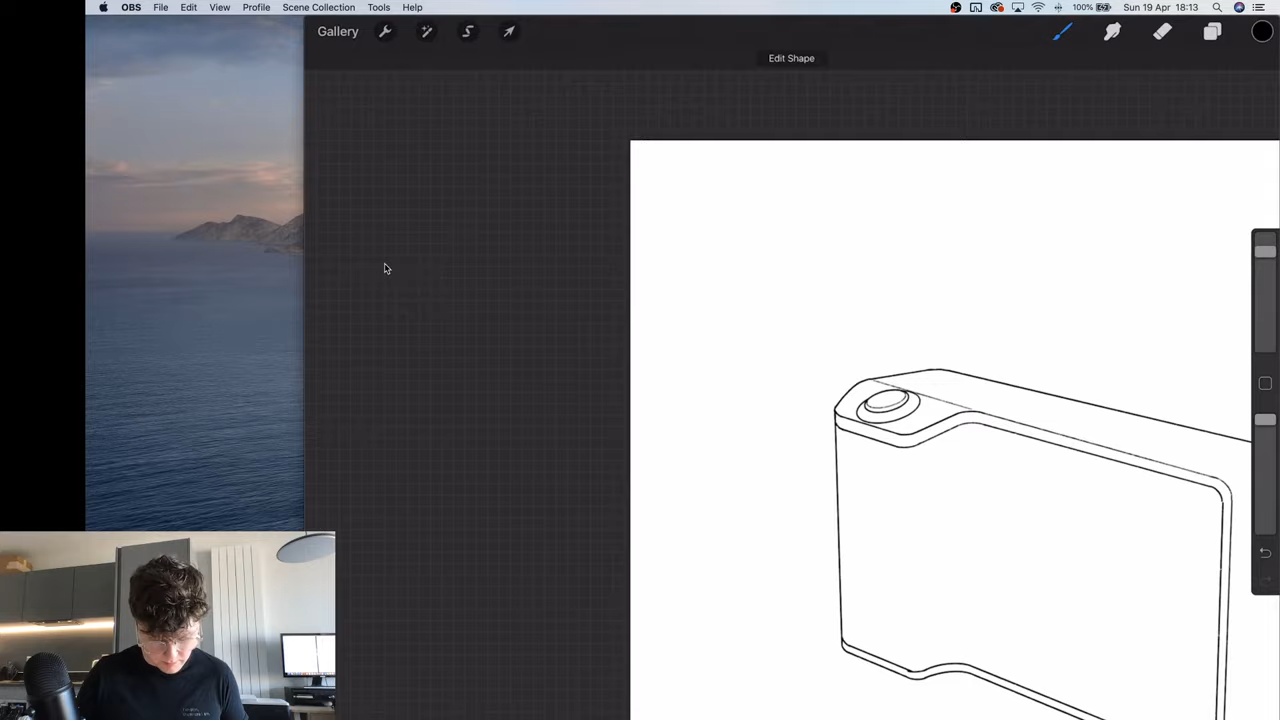 OBS File Edit View Profile Scene Collection Tools Help 100% Sun 19 Apr 18:13
Gallery
Edit Shape